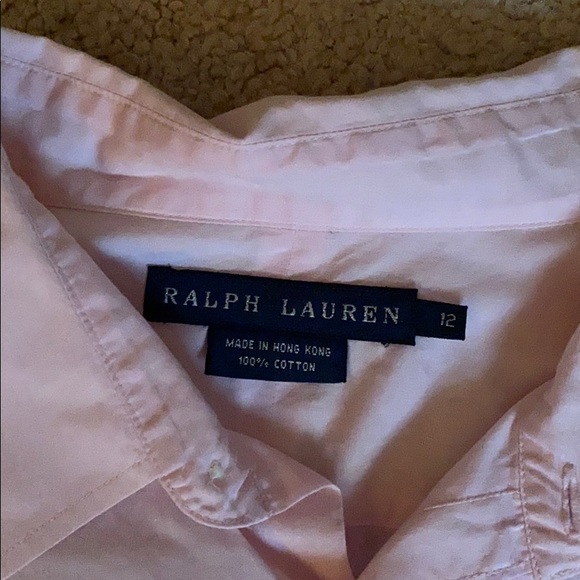 RALPH LAUREN
12
MADE IN HONG KONG
100% COTTON